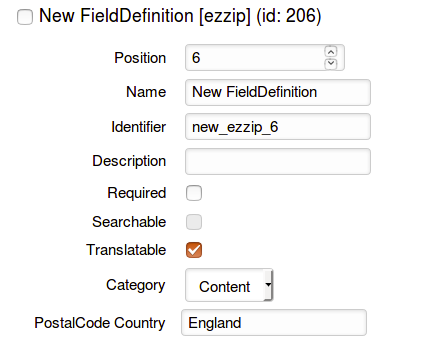 New FieldDefinition [ezzip] (id: 206)
Position 6
Name New FieldDefinition
Identifier new_ezzip_6
Description
Required
Searchable
Translatable
Category Content
PostalCode Country England